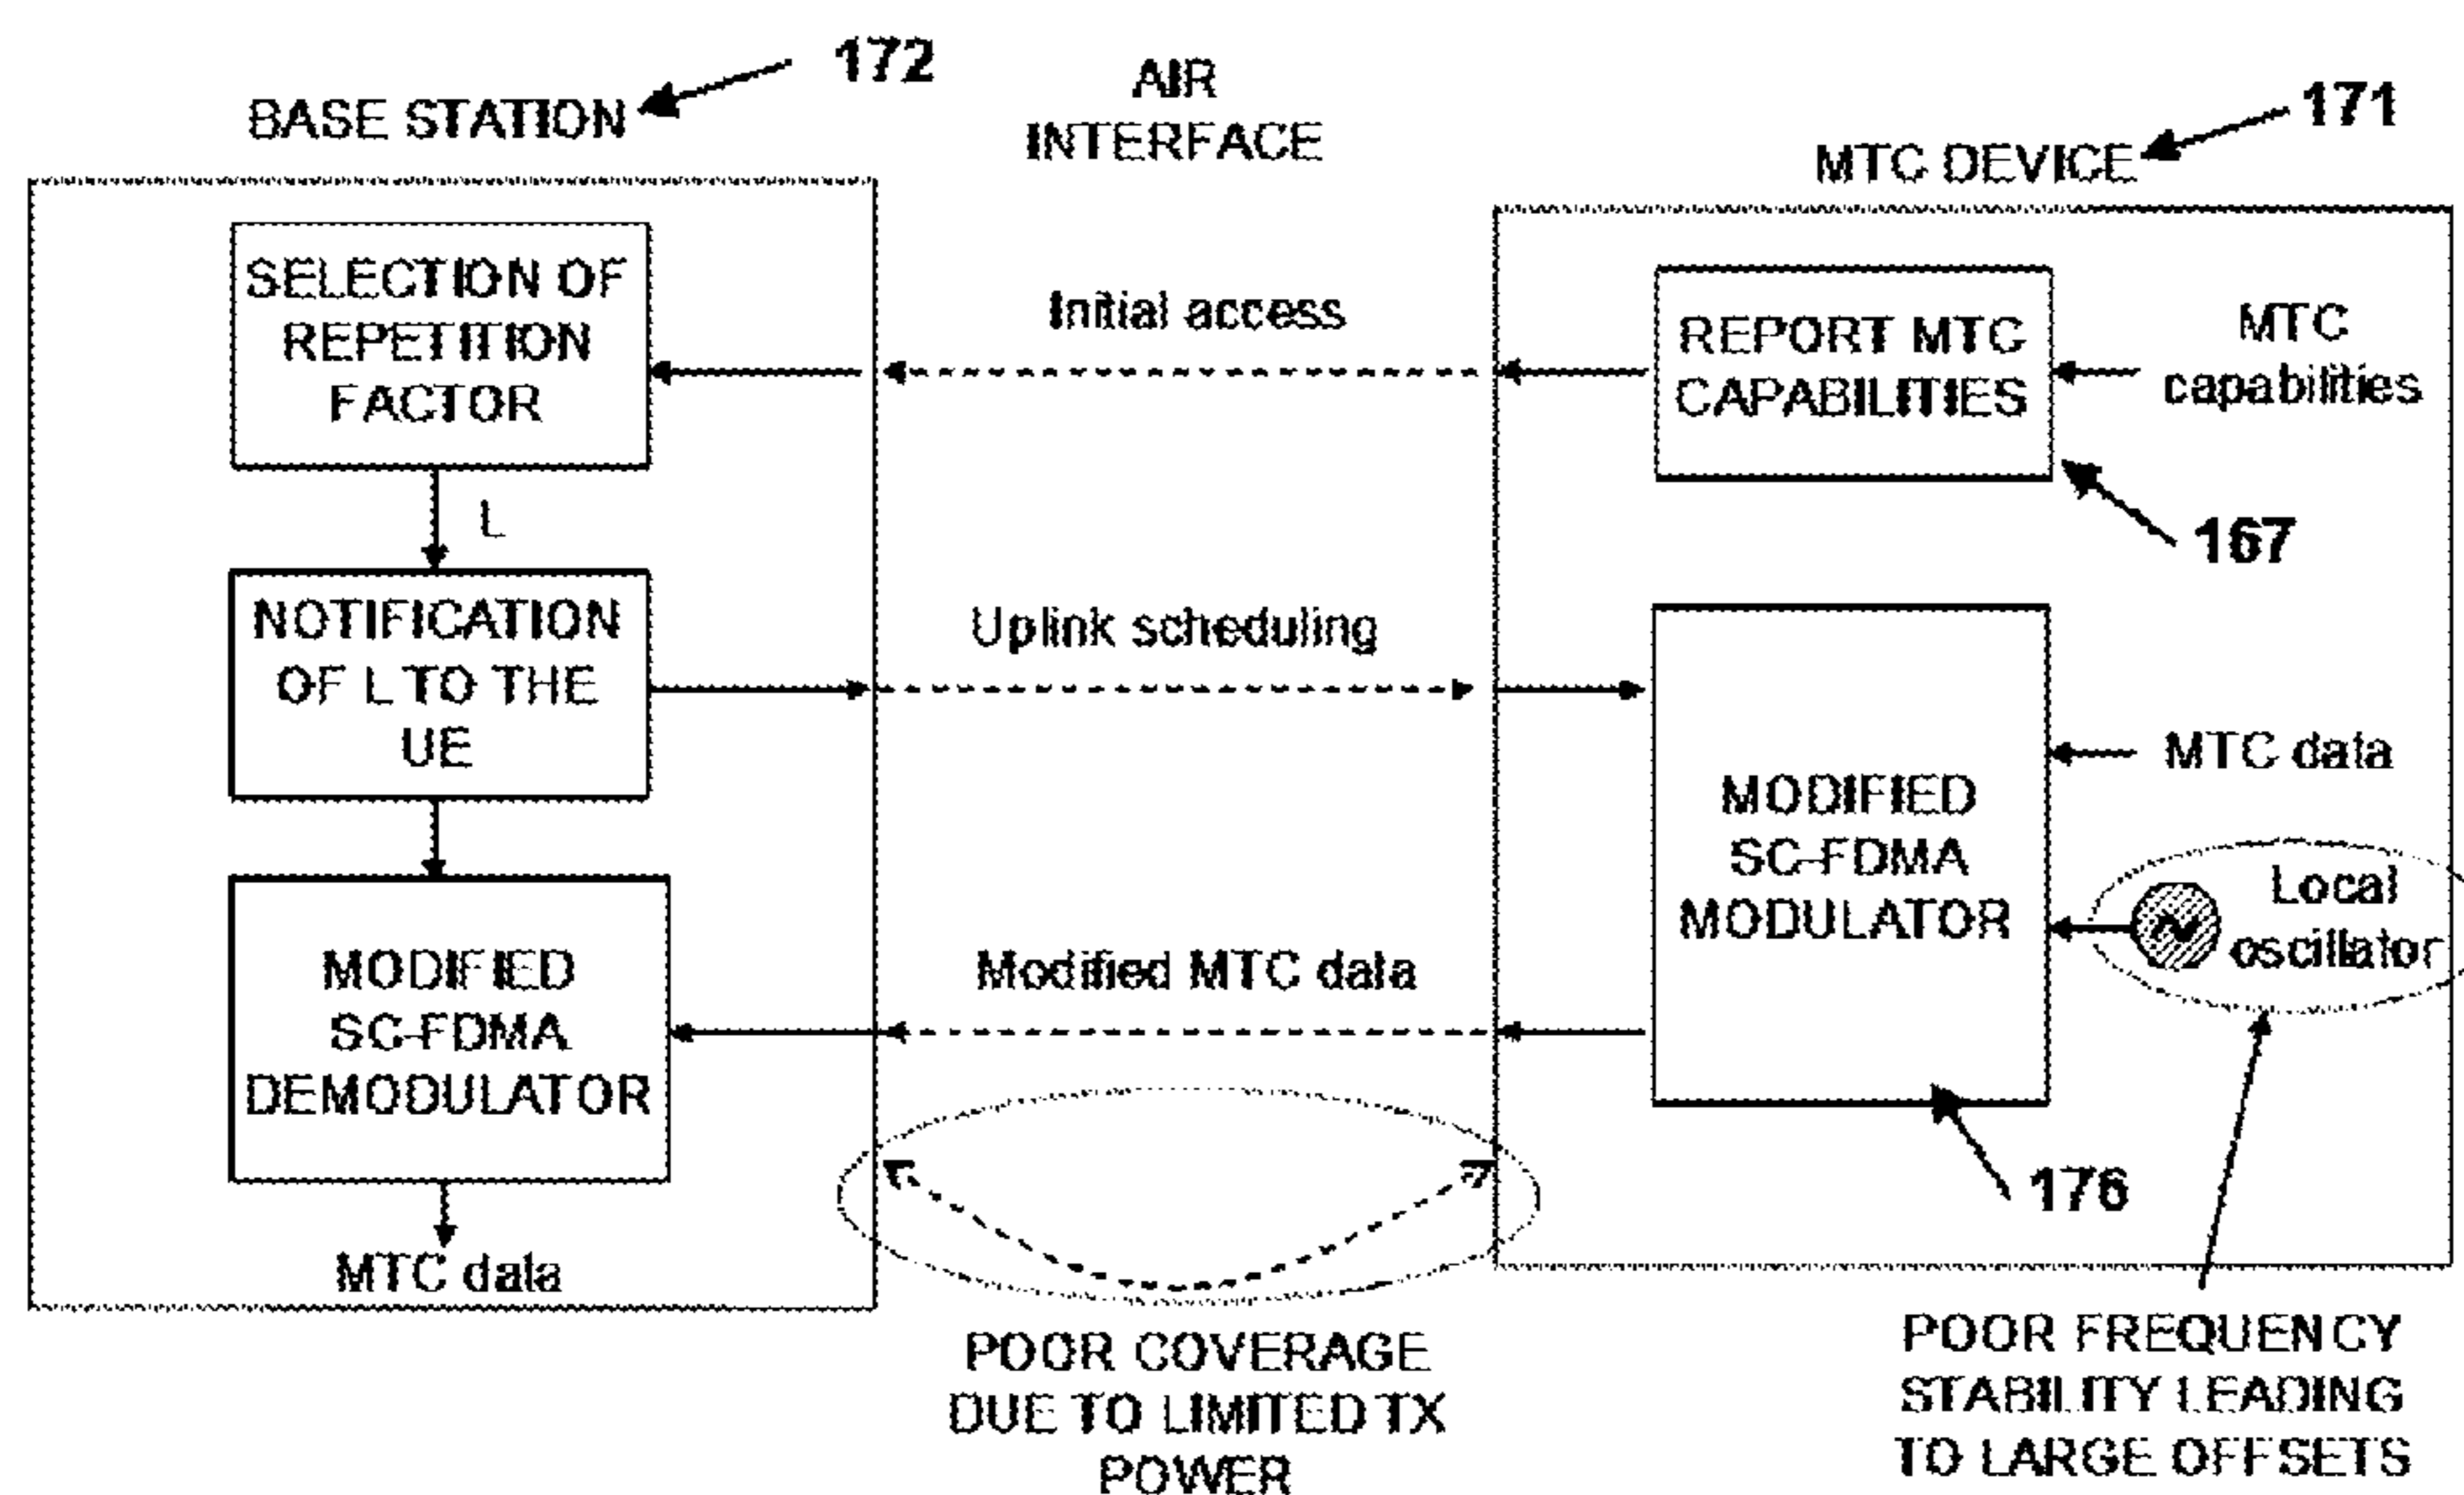 172
BASE STATION
AIR
INTERFACE
171
MTC DEVICE
SELECTION OF
REPETITION
FACTOR
Initial access
REPORT MTC
CAPABILITIES
MTC
capabilities
L
167
NOTIFICATION
OF L TO THE
UE
Uplink scheduling
MODIFIED
SC-FDMA
MODULATOR
MTC data
Local
oscillator
MODIFIED
SC-FDMA
DEMODULATOR
Modified MTC data
176
MTC data
POOR COVERAGE
DUE TO LIMITED TX
POWER
POOR FREQUENCY
STABILITY LEADING
TO LARGE OFFSETS